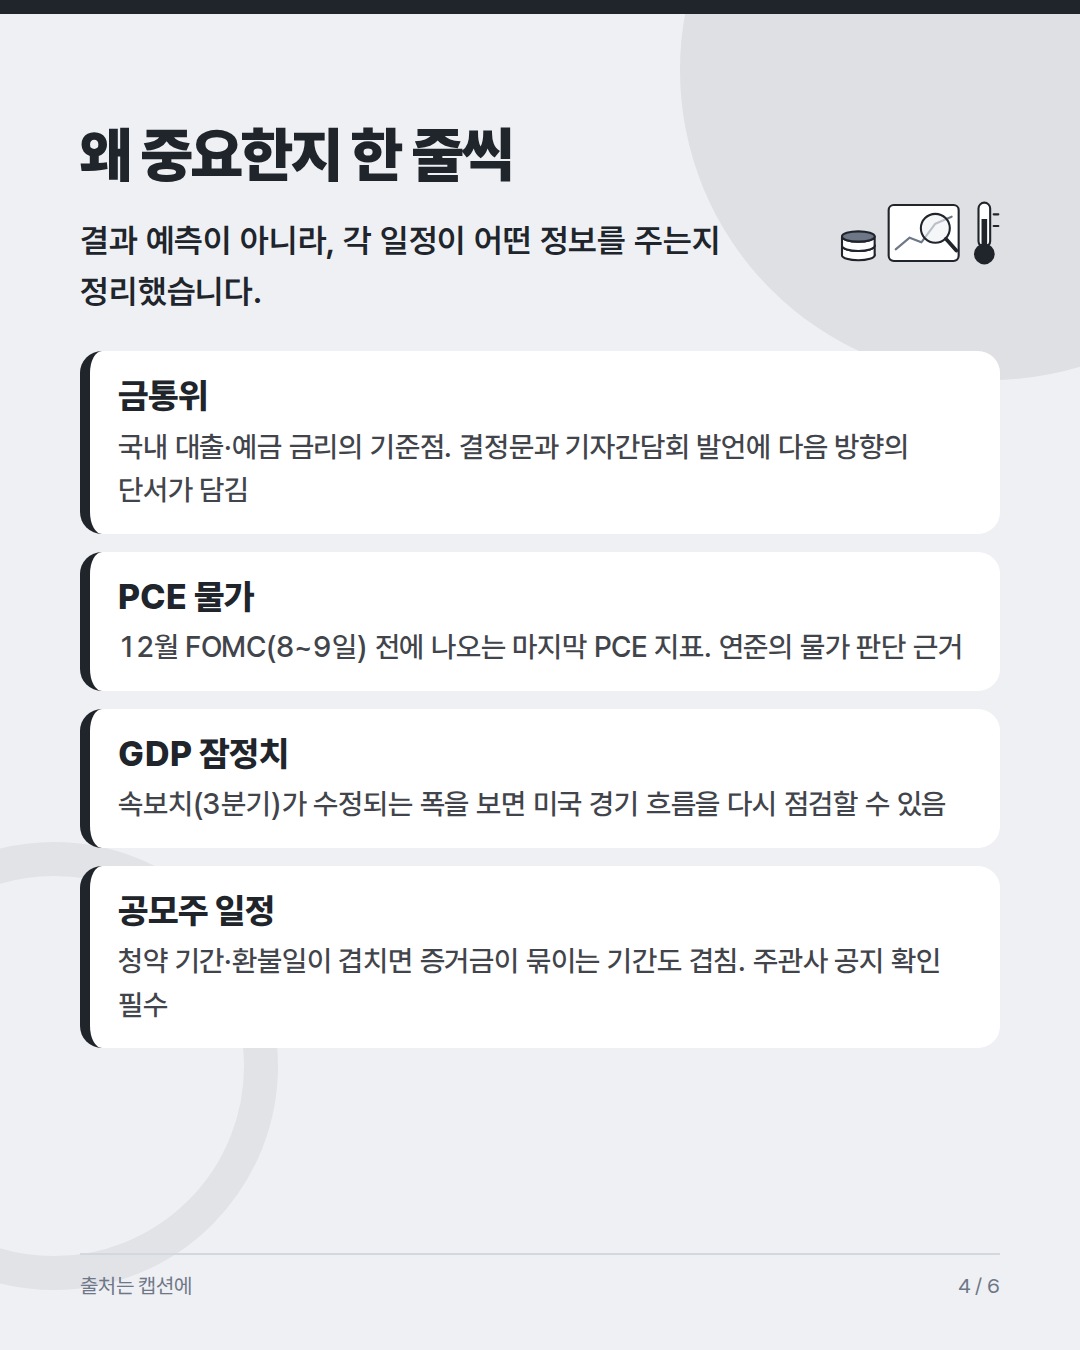 왜 중요한지 한 줄씩
결과 예측이 아니라, 각 일정이 어떤 정보를 주는지
정리했습니다.
금통위
국내 대출·예금 금리의 기준점. 결정문과 기자간담회 발언에 다음 방향의
단서가 담김
PCE 물가
12월 FOMC(8~9일) 전에 나오는 마지막 PCE 지표. 연준의 물가 판단 근거
GDP 잠정치
속보치(3분기)가 수정되는 폭을 보면 미국 경기 흐름을 다시 점검할 수 있음
공모주 일정
청약 기간·환불일이 겹치면 증거금이 묶이는 기간도 겹침. 주관사 공지 확인
필수
출처는 캡션에
4 / 6